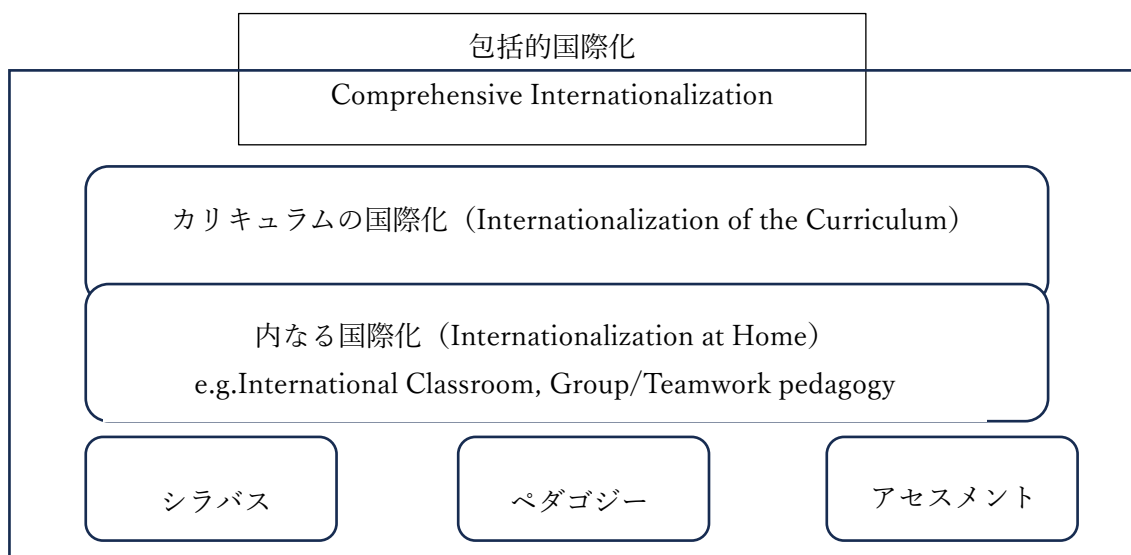 包括的国際化
Comprehensive Internationalization
カリキュラムの国際化（Internationalization of the Curriculum）
内なる国際化（Internationalization at Home）
e.g.International Classroom, Group/Teamwork pedagogy
シラバス
ペダゴジー
アセスメント